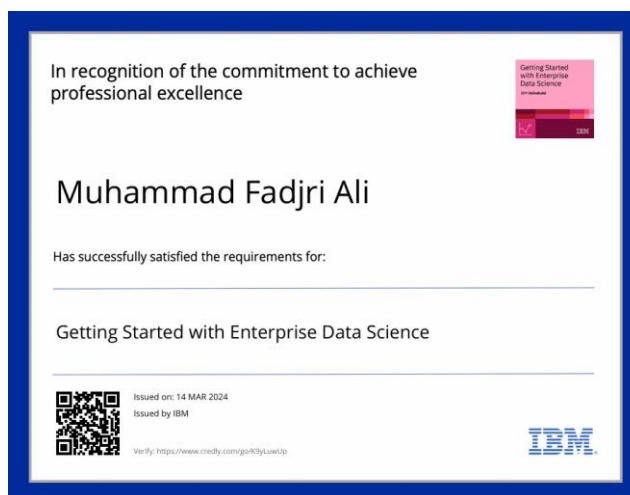 In recognition of the commitment to achieve
professional excellence
Getting Started
with Enterprise
Data Science
IBM SkillsBuild
IBM
Muhammad Fadjri Ali
Has successfully satisfied the requirements for:
Getting Started with Enterprise Data Science
Issued on: 14 MAR 2024
Issued by IBM
Verify: https://www.credly.com/go/K9yLuwUp
IBM